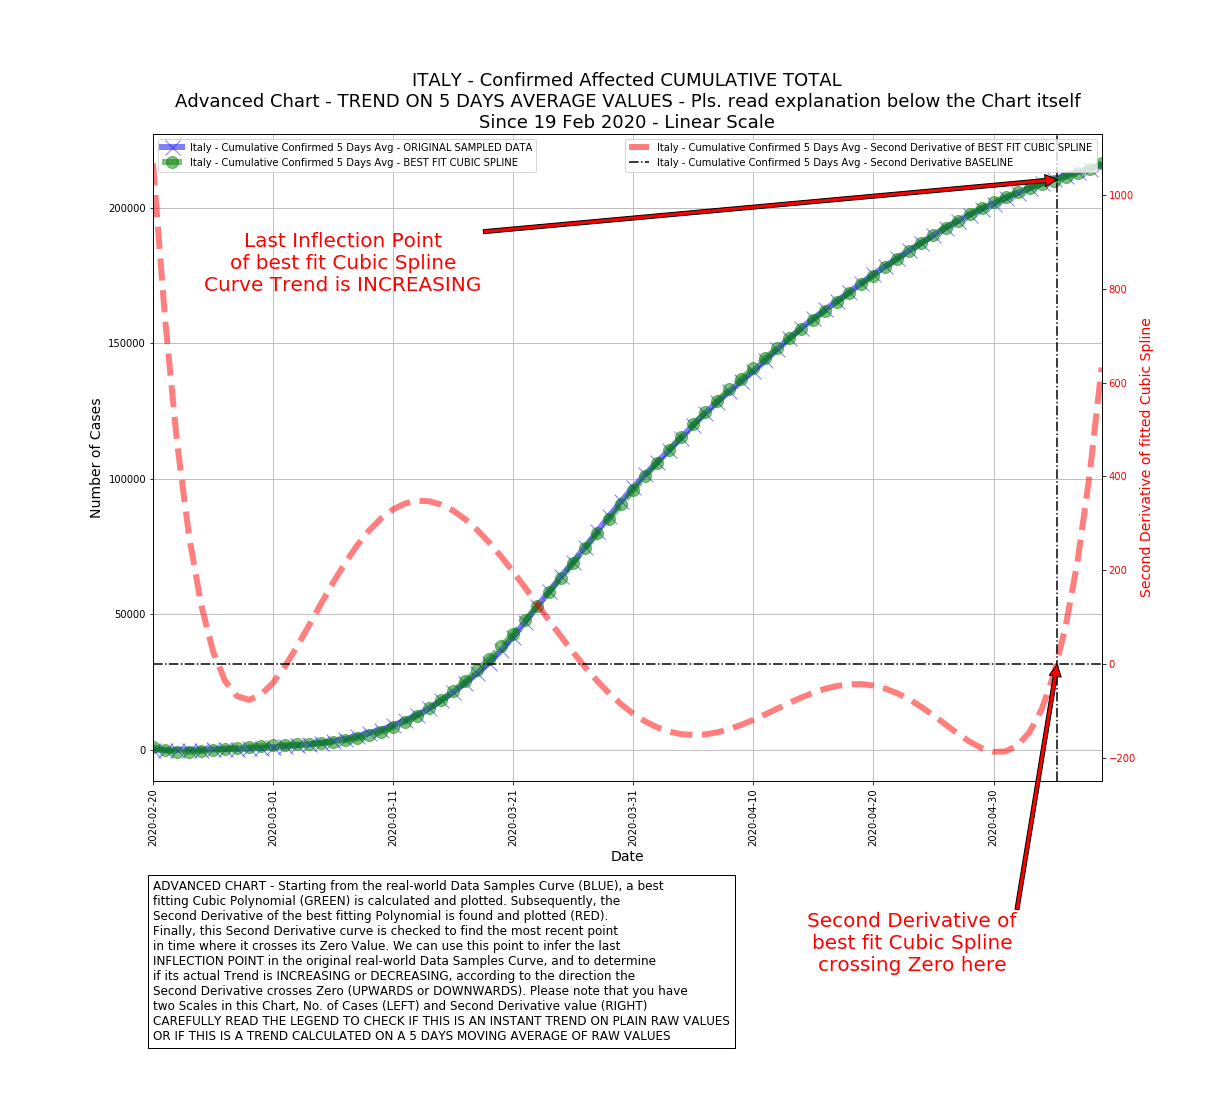 ITALY - Confirmed Affected CUMULATIVE TOTAL
Advanced Chart - TREND ON 5 DAYS AVERAGE VALUES - Pls. read explanation below the Chart itself
Since 19 Feb 2020 - Linear Scale
Italy - Cumulative Confirmed 5 Days Avg - ORIGINAL SAMPLED DATA
Italy - Cumulative Confirmed 5 Days Avg - BEST FIT CUBIC SPLINE
Italy - Cumulative Confirmed 5 Days Avg - Second Derivative of BEST FIT CUBIC SPLINE
Italy - Cumulative Confirmed 5 Days Avg - Second Derivative BASELINE
Last Inflection Point
of best fit Cubic Spline
Curve Trend is INCREASING
Number of Cases
200000
150000
100000
50000
0
1000
800
600
400
200
0
−200
Second Derivative of fitted Cubic Spline
2020-02-20
2020-03-01
2020-03-11
2020-03-21
2020-03-31
2020-04-10
2020-04-20
2020-04-30
Date
ADVANCED CHART - Starting from the real-world Data Samples Curve (BLUE), a best
fitting Cubic Polynomial (GREEN) is calculated and plotted. Subsequently, the
Second Derivative of the best fitting Polynomial is found and plotted (RED).
Finally, this Second Derivative curve is checked to find the most recent point
in time where it crosses its Zero Value. We can use this point to infer the last
INFLECTION POINT in the original real-world Data Samples Curve, and to determine
if its actual Trend is INCREASING or DECREASING, according to the direction the
Second Derivative crosses Zero (UPWARDS or DOWNWARDS). Please note that you have
two Scales in this Chart, No. of Cases (LEFT) and Second Derivative value (RIGHT)
CAREFULLY READ THE LEGEND TO CHECK IF THIS IS AN INSTANT TREND ON PLAIN RAW VALUES
OR IF THIS IS A TREND CALCULATED ON A 5 DAYS MOVING AVERAGE OF RAW VALUES
Second Derivative of
best fit Cubic Spline
crossing Zero here